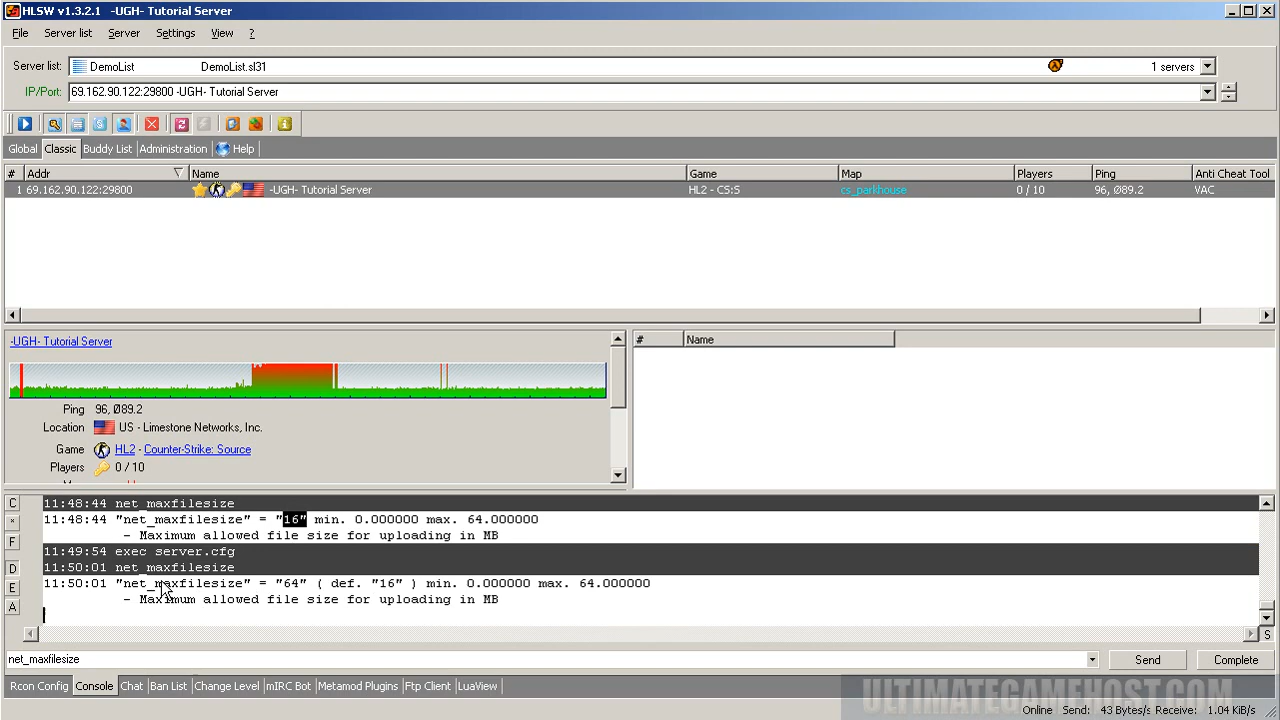 HLSW v1.3.2.1 -UGH- Tutorial Server
File Server list Server Settings View ?
Server list: DemoList DemoList.sl31 1 servers
IP/Port: 69.162.90.122:29800 -UGH- Tutorial Server
Global Classic Buddy List Administration Help
# Addr Name Game Map Players Ping Anti Cheat Tool
1 69.162.90.122:29800 -UGH- Tutorial Server HL2 - CS:S cs_parkhouse 0 / 10 96, Ø89.2 VAC
-UGH- Tutorial Server
# Name
Ping 96, Ø89.2
Location US - Limestone Networks, Inc.
Game HL2 - Counter-Strike: Source
Players 0 / 10
C 11:48:44 net_maxfilesize
* 11:48:44 "net_maxfilesize" = "16" min. 0.000000 max. 64.000000
F - Maximum allowed file size for uploading in MB
11:49:54 exec server.cfg
D 11:50:01 net_maxfilesize
E 11:50:01 "net_maxfilesize" = "64" ( def. "16" ) min. 0.000000 max. 64.000000
A - Maximum allowed file size for uploading in MB
S
net_maxfilesize Send Complete
Rcon Config Console Chat Ban List Change Level mIRC Bot Metamod Plugins Ftp Client LuaView
ULTIMATEGAMEHOST.COM
Online Send: 43 Bytes/s Receive: 1.04 KiB/s